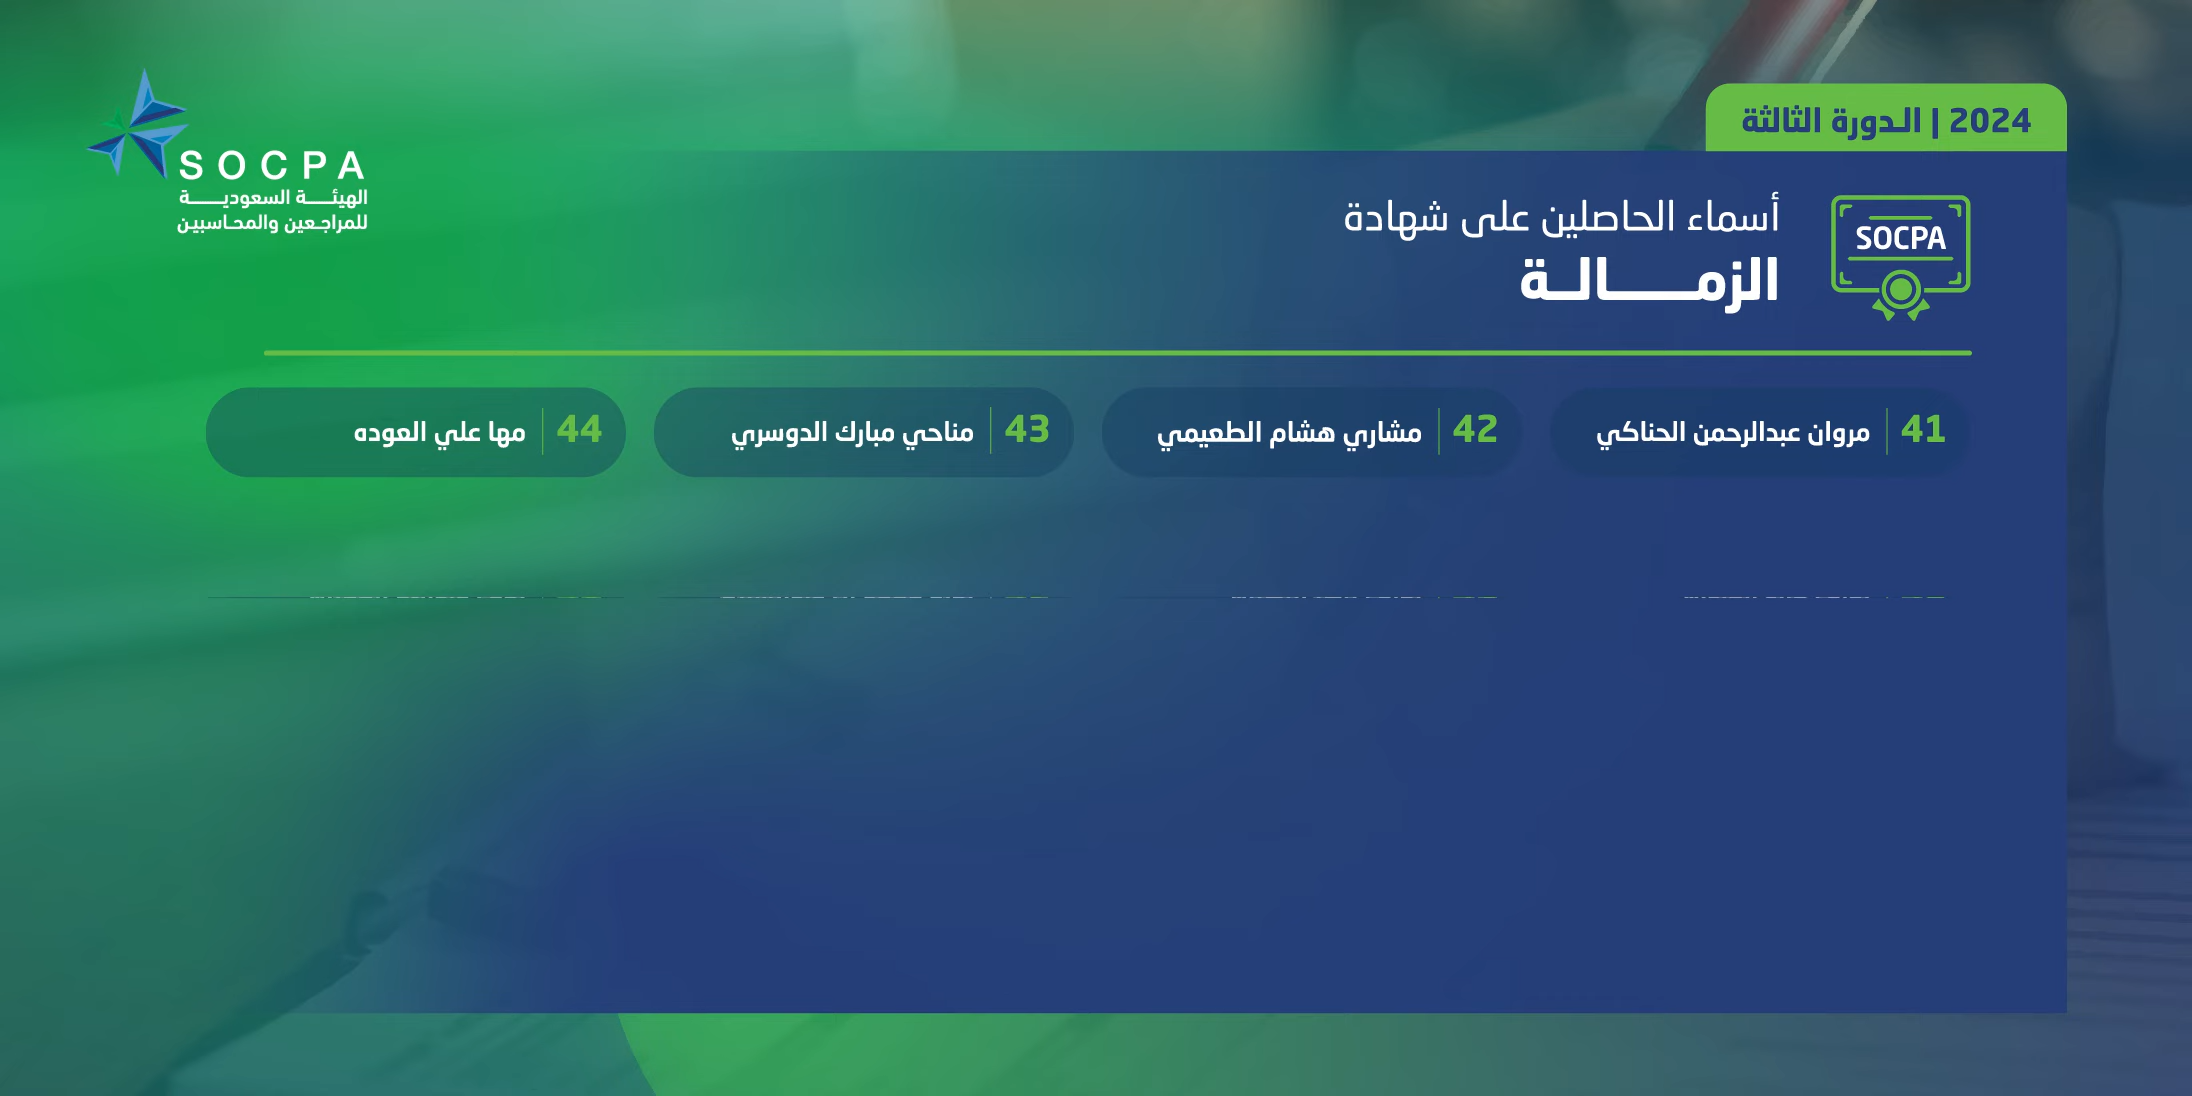 SOCPA
الهيئة السعودية
للمراجعين والمحاسبين
2024 | الدورة الثالثة
SOCPA
أسماء الحاصلين على شهادة
الزمالة
41 مروان عبدالرحمن الحناكي
42 مشاري هشام الطعيمي
43 مناحي مبارك الدوسري
44 مها علي العوده